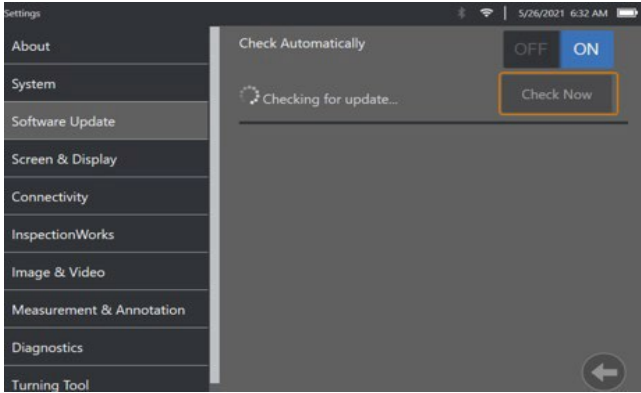 Settings
5/26/2021 6:32 AM
About
System
Software Update
Screen & Display
Connectivity
InspectionWorks
Image & Video
Measurement & Annotation
Diagnostics
Turning Tool
Check Automatically
OFF ON
Checking for update...
Check Now